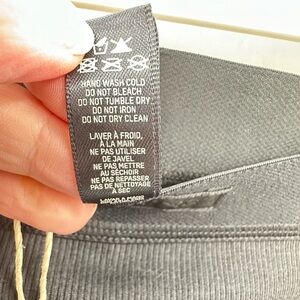 HAND WASH COLD
DO NOT BLEACH
DO NOT TUMBLE DRY
DO NOT IRON
DO NOT DRY CLEAN
LAVER À FROID,
À LA MAIN
NE PAS UTILISER
DE JAVEL
NE PAS METTRE
AU SÉCHOIR
NE PAS REPASSER
PAS DE NETTOYAGE
À SEC